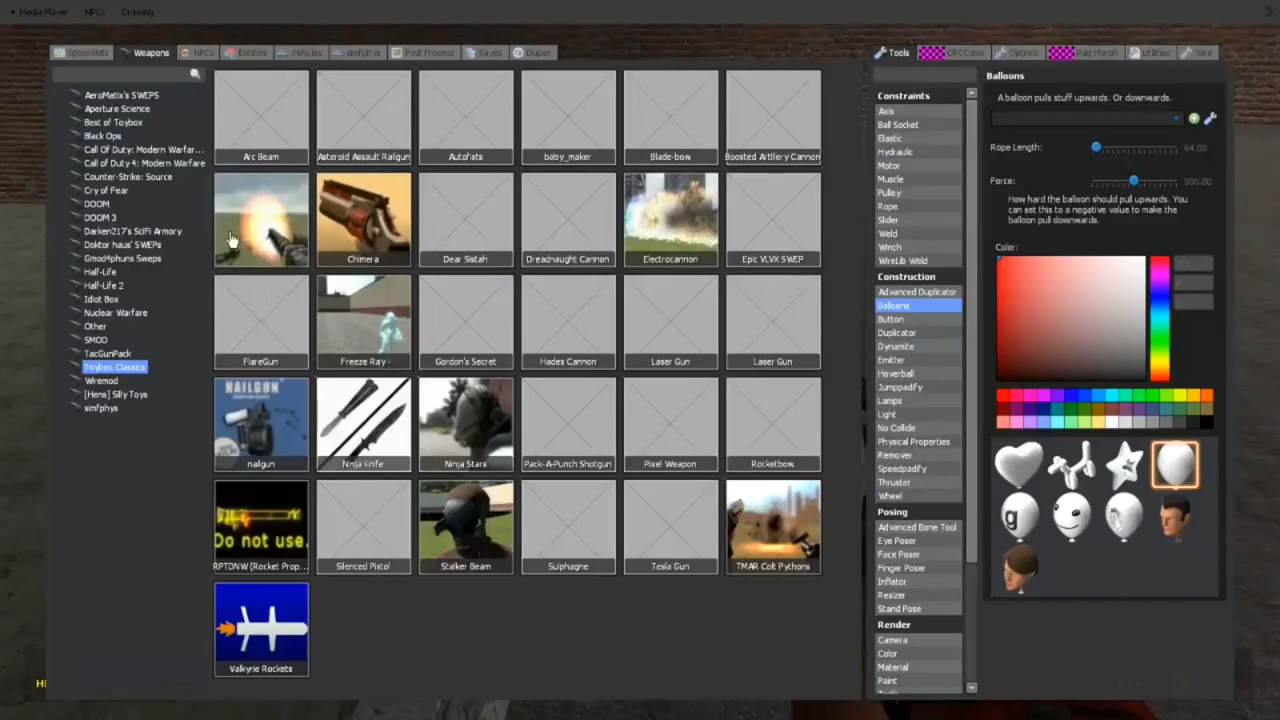 Media Player NPCs Drawing
Spawnlists Weapons NPCs Entities Vehicles simfphys Post Process Saves Dupes
AeroMatix's SWEPS
Aperture Science
Best of Toybox
Black Ops
Call Of Duty: Modern Warfar...
Call of Duty 4: Modern Warfare
Counter-Strike: Source
Cry of Fear
DOOM
DOOM 3
Darken217's SciFi Armory
Doktor haus' SWEPs
Gmod4phuns Sweps
Half-Life
Half-Life 2
Idiot Box
Nuclear Warfare
Other
SMOD
TacGunPack
Toybox Classics
Wiremod
[Hens] Silly Toys
simfphys
Arc Beam
Asteroid Assault Railgun
Autofists
baby_maker
Blade-bow
Boosted Artillery Cannon
Chimera
Dear Sistah
Dreadnaught Cannon
Electrocannon
Epic VLVX SWEP
FlareGun
Freeze Ray
Gordon's Secret
Hades Cannon
Laser Gun
Laser Gun
NAILGUN
nailgun
Ninja Knife
Ninja Stars
Pack-A-Punch Shotgun
Pixel Weapon
Rocketbow
Do not use.
RPTDNW (Rocket Prop...
Silenced Pistol
Stalker Beam
Sulphagne
Tesla Gun
TMAR Colt Pythons
Valkyrie Rockets
Tools CRCCams Options Rag Morph Utilities Wire
Constraints
Axis
Ball Socket
Elastic
Hydraulic
Motor
Muscle
Pulley
Rope
Slider
Weld
Winch
WireLib Weld
Construction
Advanced Duplicator
Balloons
Button
Duplicator
Dynamite
Emitter
Hoverball
Jumppadify
Lamps
Light
No Collide
Physical Properties
Remover
Speedpadify
Thruster
Wheel
Posing
Advanced Bone Tool
Eye Poser
Face Poser
Finger Poser
Inflator
Resizer
Stand Pose
Render
Camera
Color
Material
Paint
Balloons
A balloon pulls stuff upwards. Or downwards.
Rope Length: 64.00
Force: 500.00
How hard the balloon should pull upwards. You
can set this to a negative value to make the
balloon pull downwards.
Color:
g